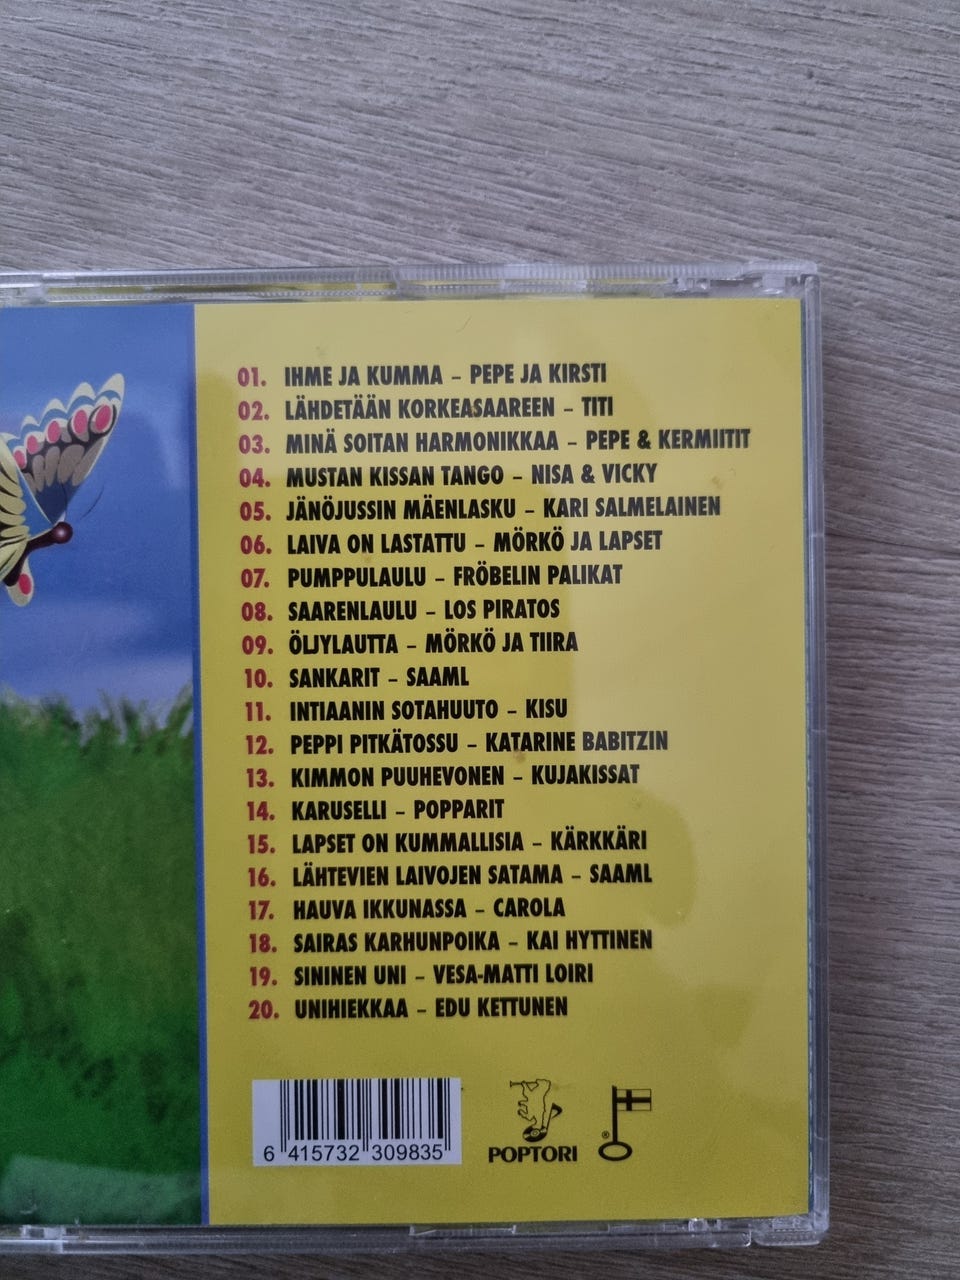 01. IHME JA KUMMA – PEPE JA KIRSTI
02. LÄHDETÄÄN KORKEASAAREEN – TITI
03. MINÄ SOITAN HARMONIKKAA – PEPE & KERMIITIT
04. MUSTAN KISSAN TANGO – NISA & VICKY
05. JÄNÖJUSSIN MÄENLASKU – KARI SALMELAINEN
06. LAIVA ON LASTATTU – MÖRKÖ JA LAPSET
07. PUMPPULAULU – FRÖBELIN PALIKAT
08. SAARENLAULU – LOS PIRATOS
09. ÖLJYLAUTTA – MÖRKÖ JA TIIRA
10. SANKARIT – SAAML
11. INTIAANIN SOTAHUUTO – KISU
12. PEPPI PITKÄTOSSU – KATARINE BABITZIN
13. KIMMON PUUHEVONEN – KUJAKISSAT
14. KARUSELLI – POPPARIT
15. LAPSET ON KUMMALLISIA – KÄRKKÄRI
16. LÄHTEVIEN LAIVOJEN SATAMA – SAAML
17. HAUVA IKKUNASSA – CAROLA
18. SAIRAS KARHUNPOIKA – KAI HYTTINEN
19. SININEN UNI – VESA-MATTI LOIRI
20. UNIHIEKKAA – EDU KETTUNEN
6 415732 309835
POPTORI
®